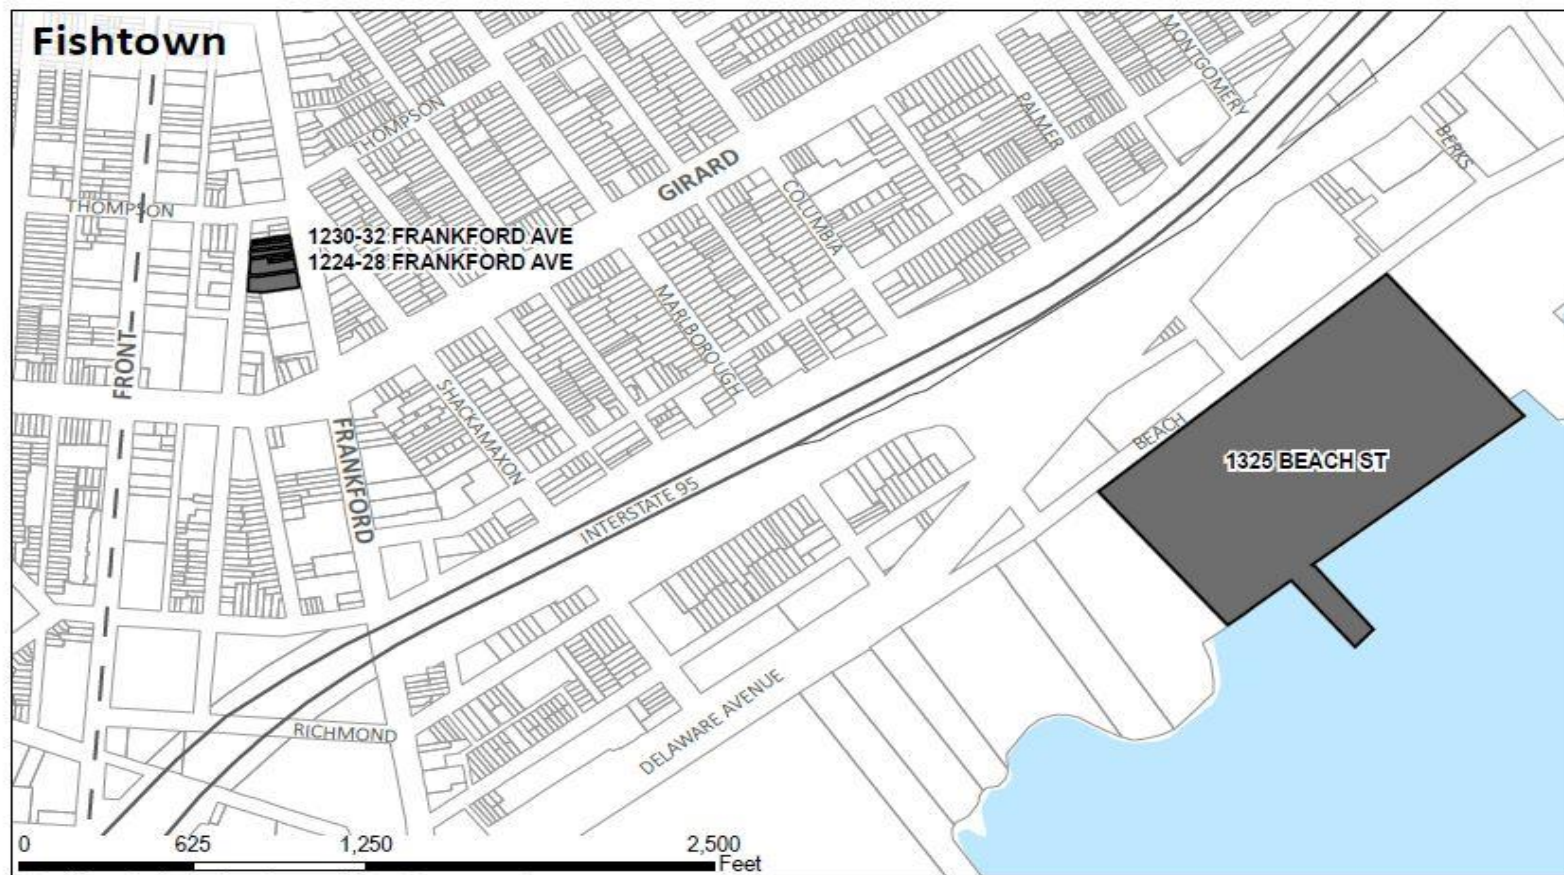 Fishtown
MONTGOMERY
PALMER
THOMPSON
BERKS
GIRARD
COLUMBIA
THOMPSON
1230-32 FRANKFORD AVE
1224-28 FRANKFORD AVE
MARLBOROUGH
FRONT
SHACKAMAXON
BEACH
FRANKFORD
1325 BEACH ST
INTERSTATE 95
DELAWARE AVENUE
RICHMOND
0 625 1,250 2,500
Feet